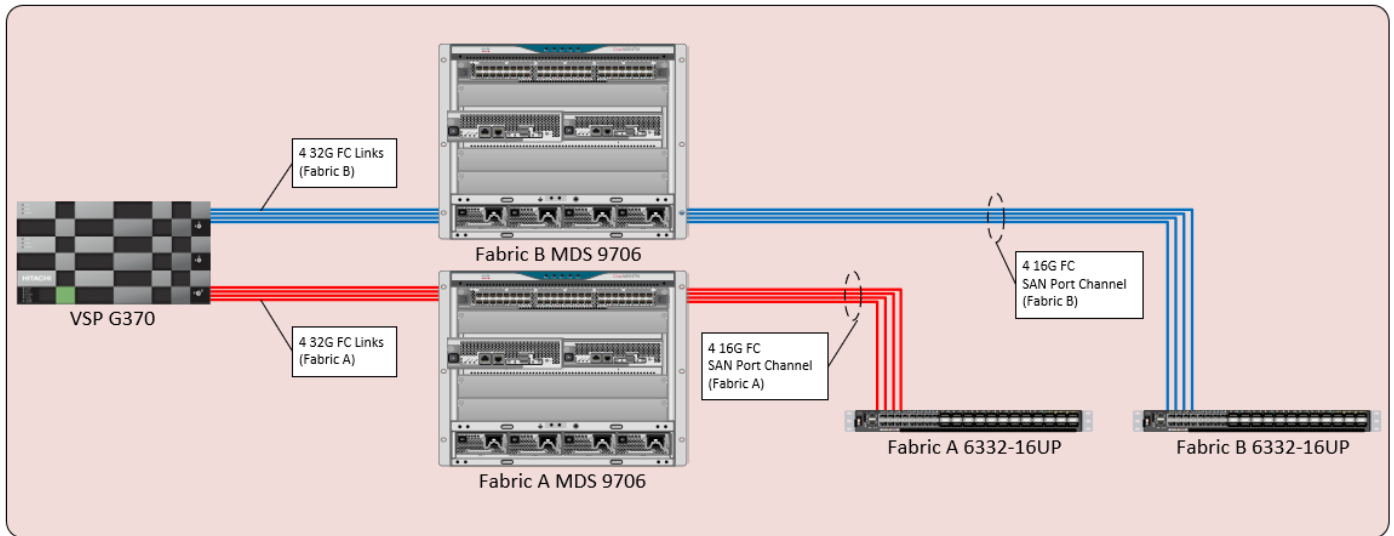 4 32G FC Links
(Fabric B)
Fabric B MDS 9706
4 16G FC
SAN Port Channel
(Fabric B)
HITACHI
VSP G370
4 32G FC Links
(Fabric A)
4 16G FC
SAN Port Channel
(Fabric A)
Fabric A 6332-16UP
Fabric B 6332-16UP
Fabric A MDS 9706